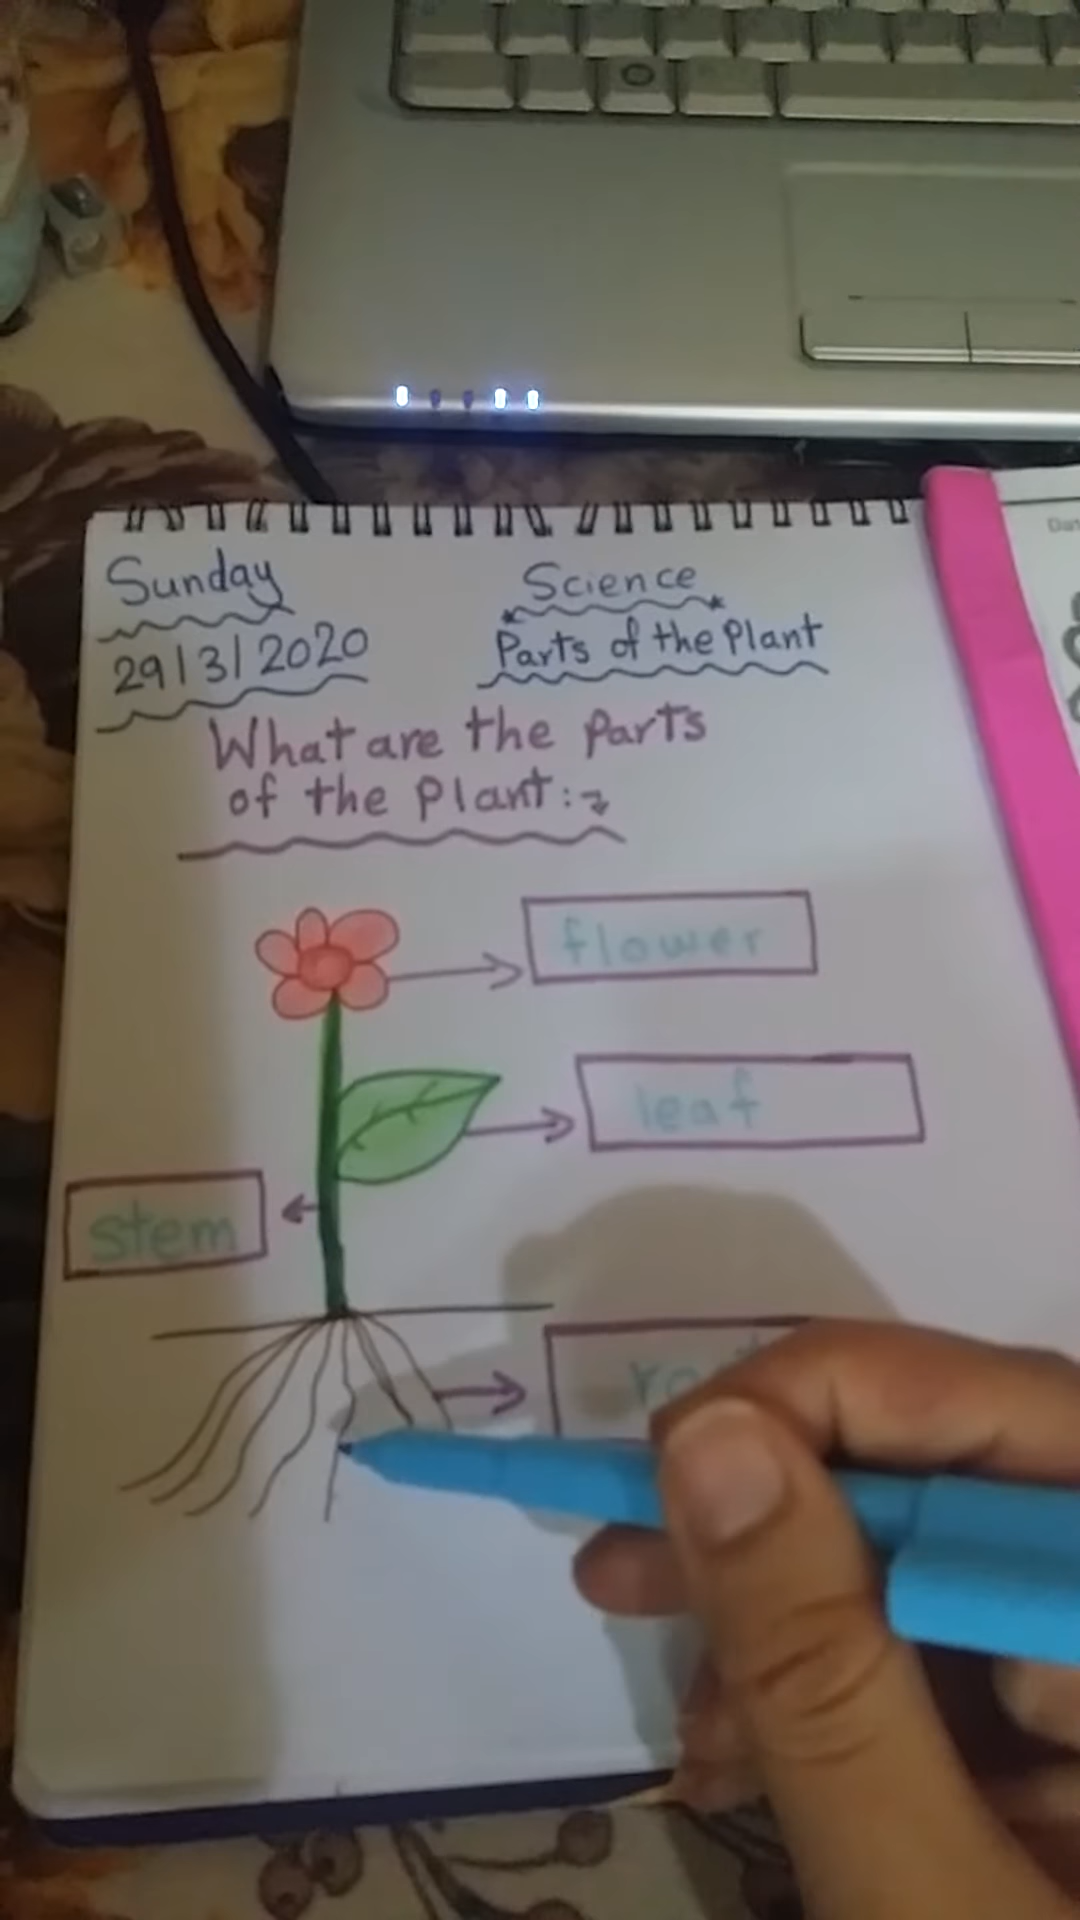 Sunday
29/3/2020
Science
Parts of the Plant
What are the Parts
of the Plant:
flower
leaf
stem